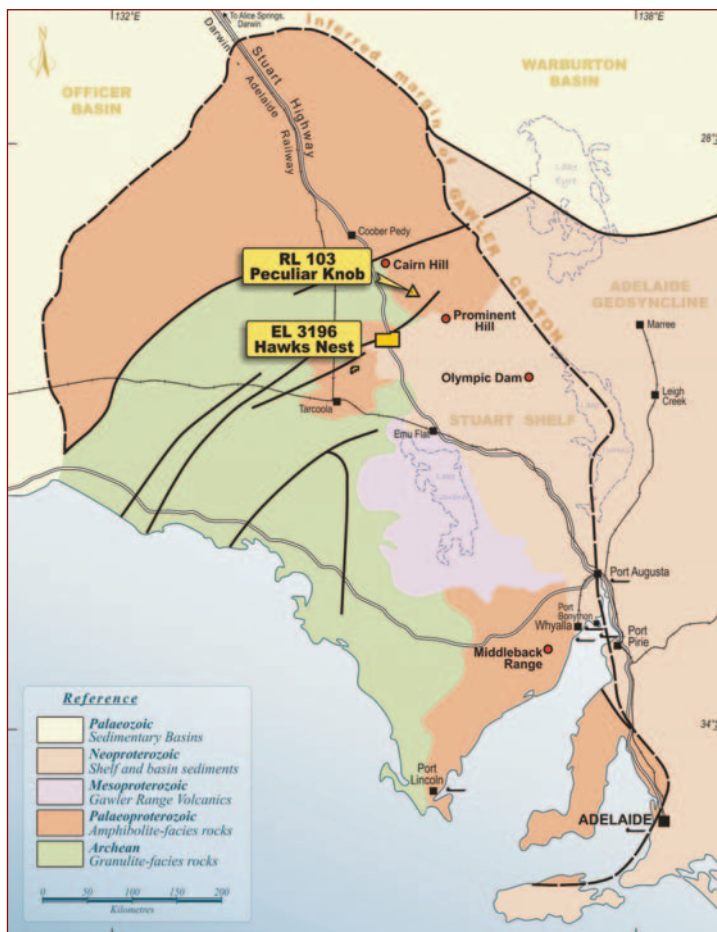 132°E
138°E
To Alice Springs,
Darwin
N
OFFICER
BASIN
WARBURTON
BASIN
Stuart Highway
Darwin Adelaide Railway
Inferred margin of GAWLER CRATON
28°
Lake
Eyre
Coober Pedy
RL 103
Peculiar Knob
Cairn Hill
ADELAIDE
GEOSYNCLINE
EL 3196
Hawks Nest
Prominent
Hill
Marree
Olympic Dam
Leigh
Creek
Tarcoola
STUART SHELF
Emu Flat
Lake
Port Augusta
Port
Bonython
Whyalla
Port
Pirie
Middleback
Range
34°
Port
Lincoln
ADELAIDE
Reference
Palaeozoic
Sedimentary Basins
Neoproterozoic
Shelf and basin sediments
Mesoproterozoic
Gawler Range Volcanics
Palaeoproterozoic
Amphibolite-facies rocks
Archean
Granulite-facies rocks
0 50 100 150 200
Kilometres